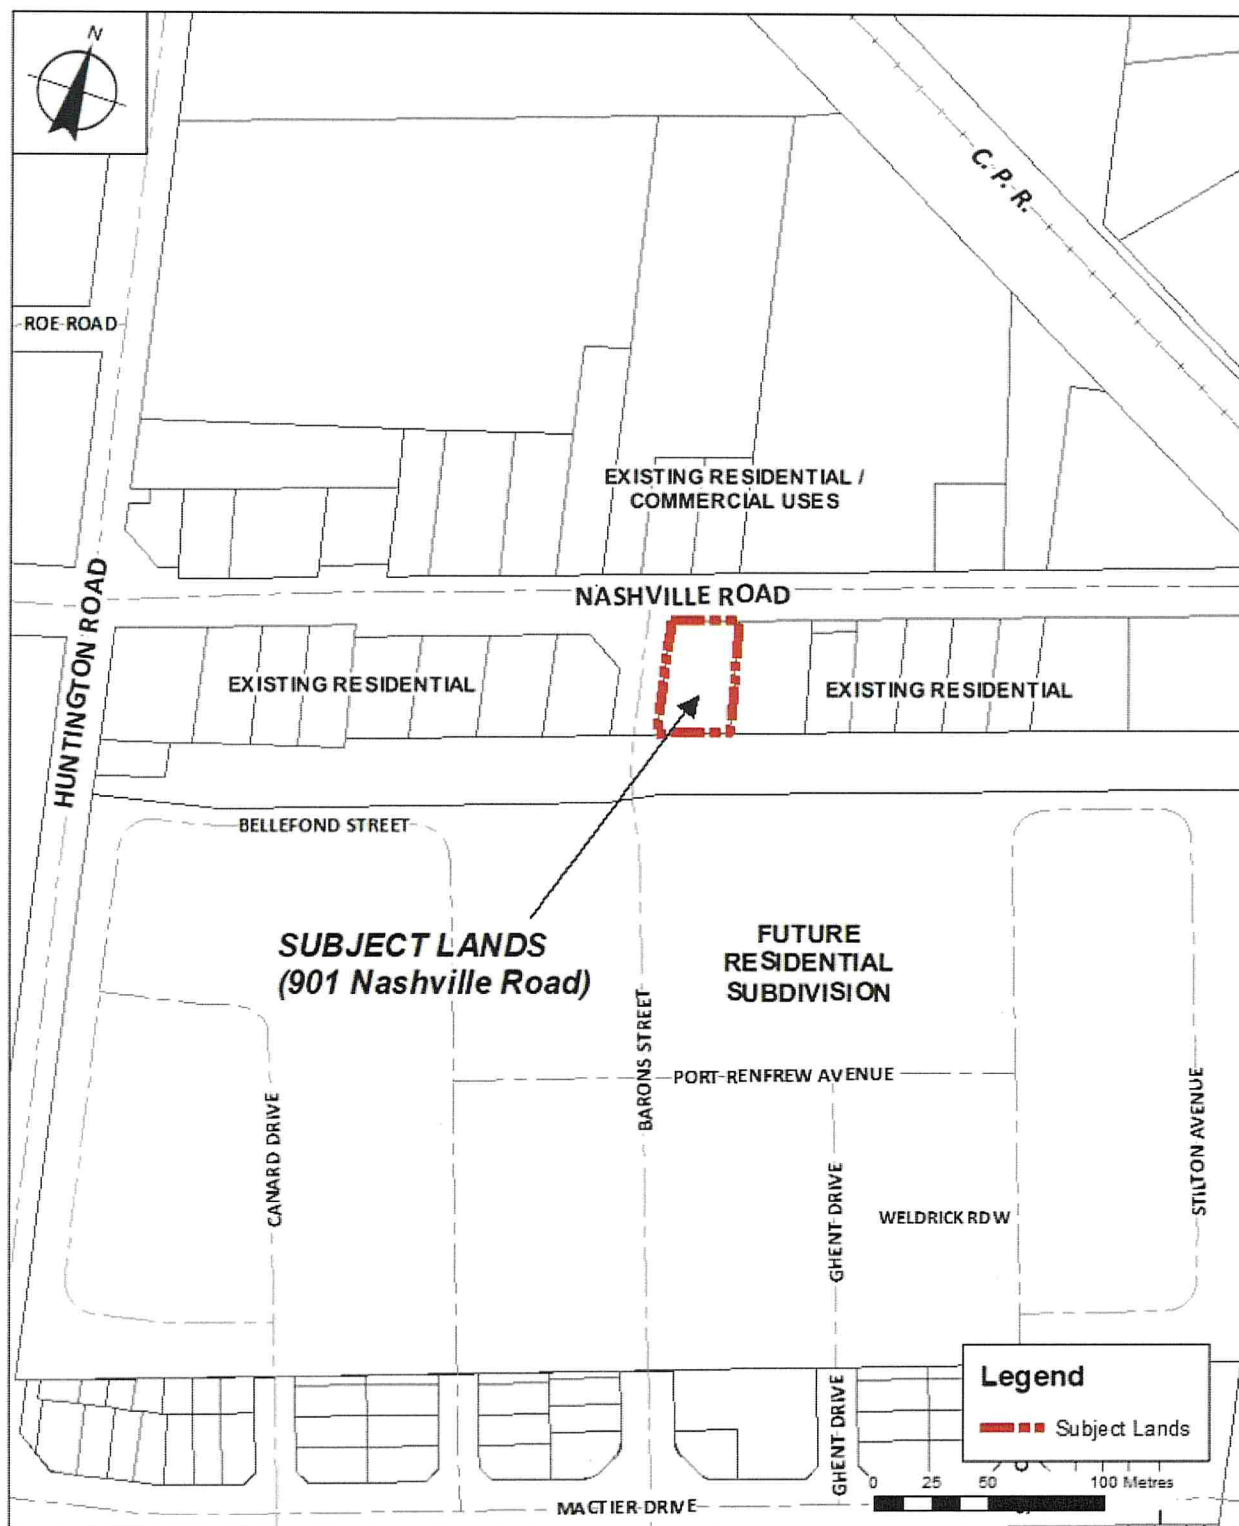 N
C. P. R.
ROE ROAD
EXISTING RESIDENTIAL /
COMMERCIAL USES
NASHVILLE ROAD
HUNTINGTON ROAD
EXISTING RESIDENTIAL
EXISTING RESIDENTIAL
BELLEFOND STREET
SUBJECT LANDS
(901 Nashville Road)
FUTURE
RESIDENTIAL
SUBDIVISION
BARONS STREET
PORT RENFREW AVENUE
CANARD DRIVE
GHENT DRIVE
WELDRICK RD W
STILTON AVENUE
Legend
Subject Lands
GHENT DRIVE
0 25 50 100 Metres
MACTIER DRIVE